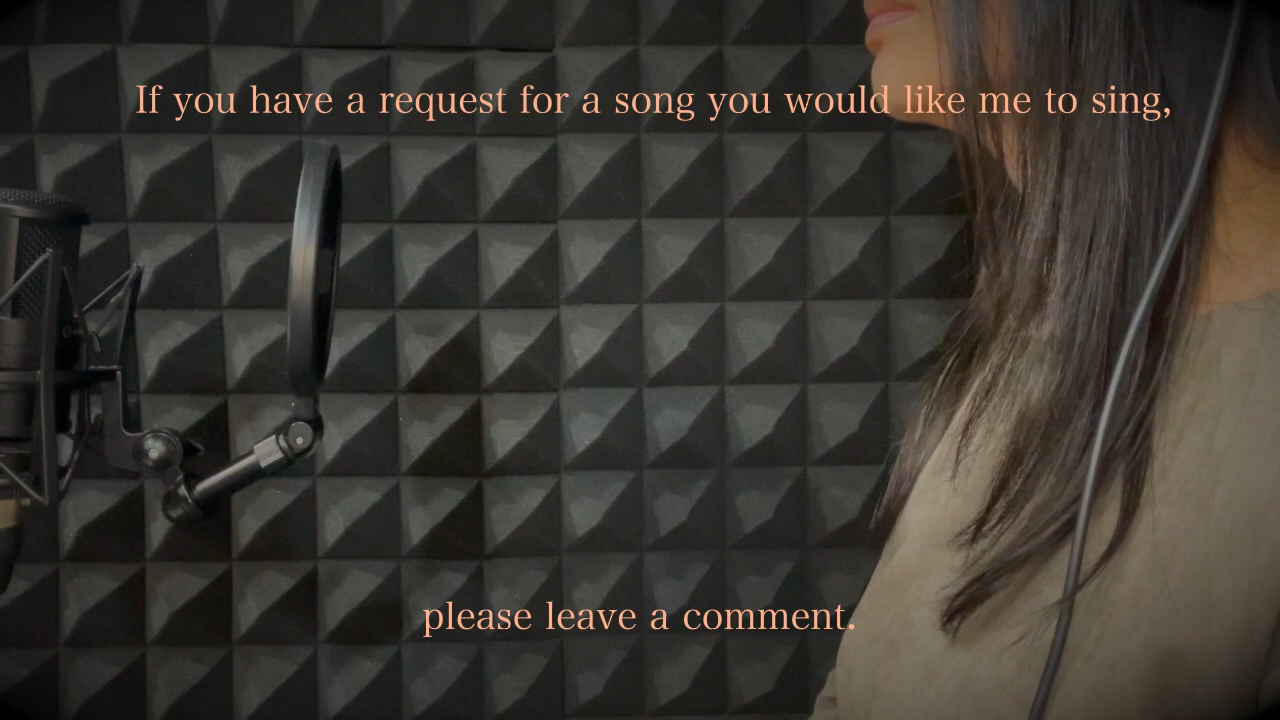 If you have a request for a song you would like me to sing,
please leave a comment.